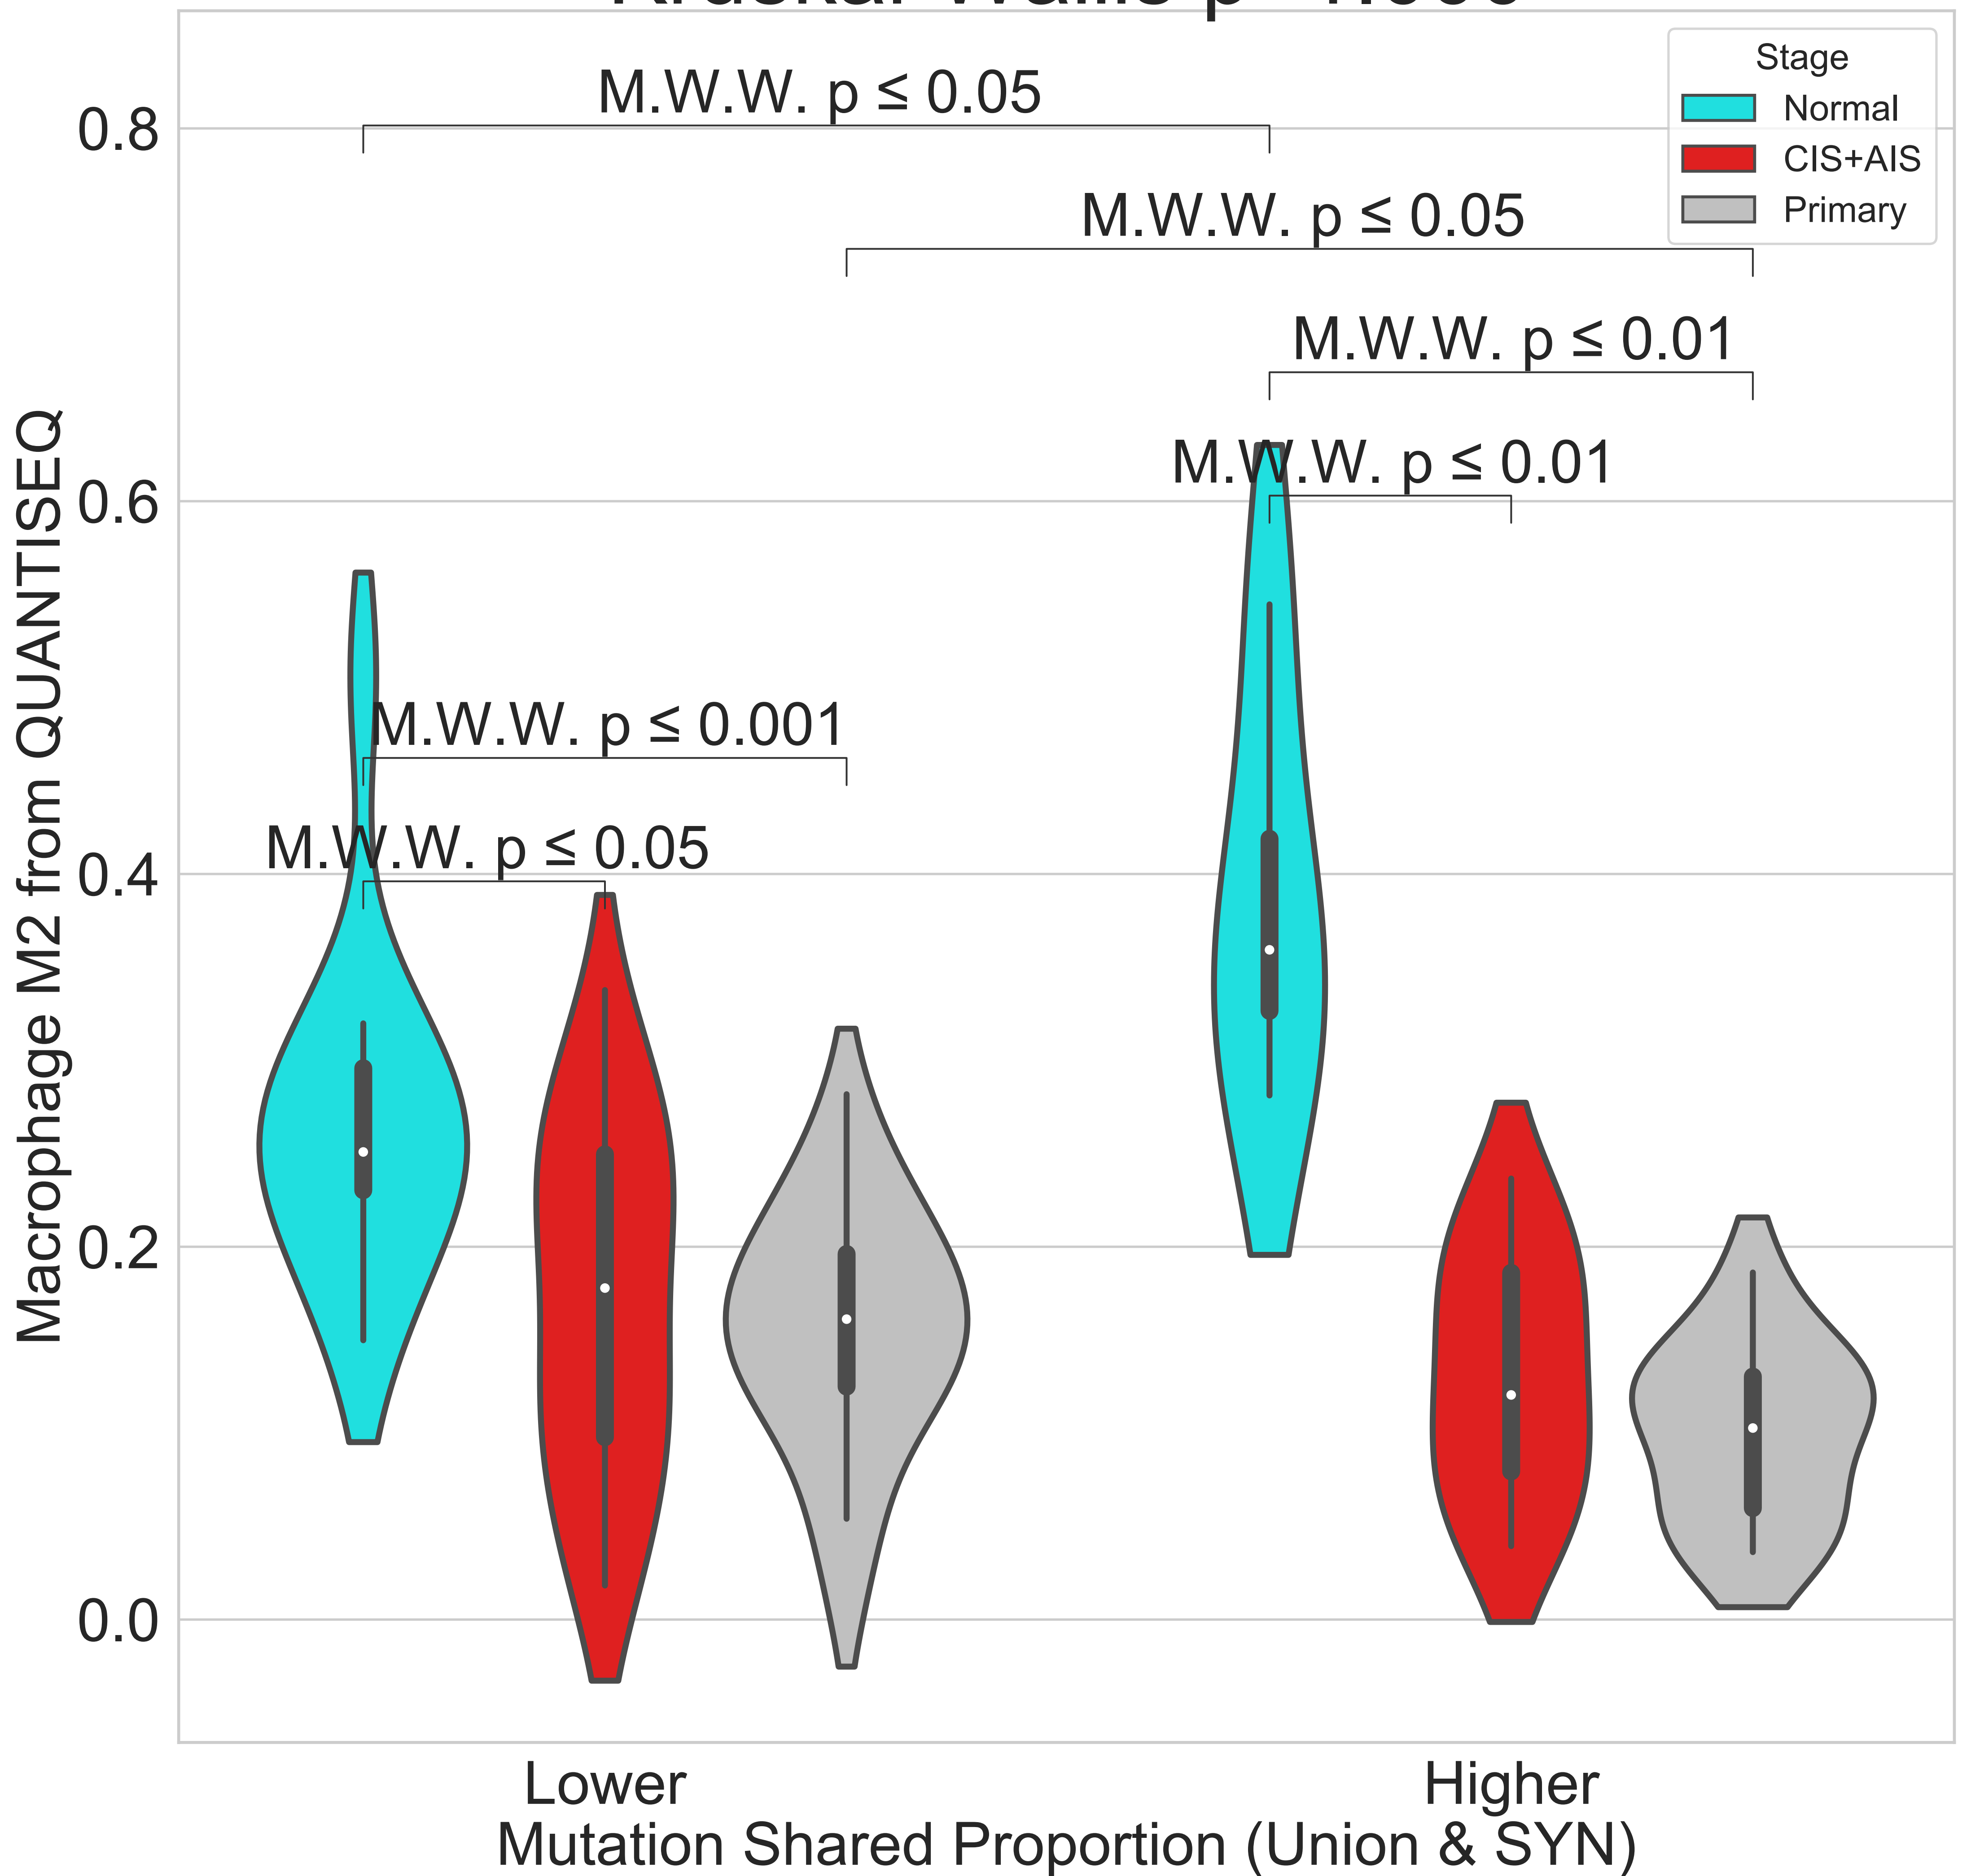 Stage
Normal
CIS+AIS
Primary
M.W.W. p ≤ 0.05
M.W.W. p ≤ 0.05
M.W.W. p ≤ 0.01
M.W.W. p ≤ 0.01
M.W.W. p ≤ 0.001
M.W.W. p ≤ 0.05
Macrophage M2 from QUANTISEQ
0.8
0.6
0.4
0.2
0.0
Lower
Higher
Mutation Shared Proportion (Union & SYN)